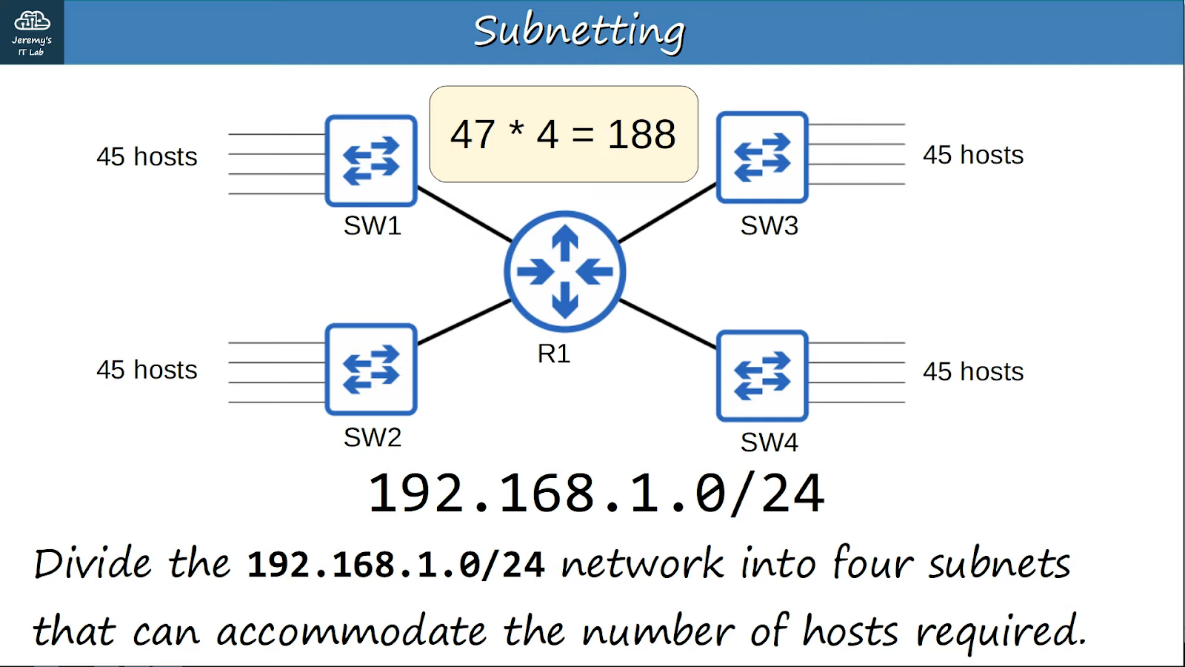 Jeremy's
IT Lab
Subnetting
47 * 4 = 188
45 hosts
45 hosts
SW1
SW3
R1
45 hosts
45 hosts
SW2
SW4
192.168.1.0/24
Divide the 192.168.1.0/24 network into four subnets
that can accommodate the number of hosts required.